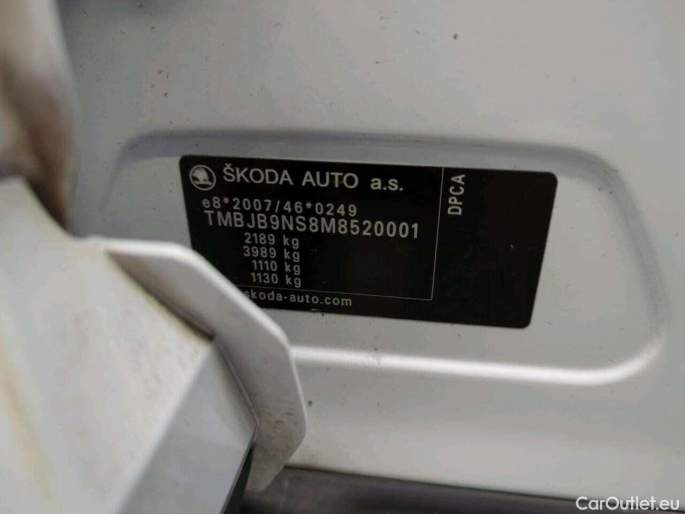 ŠKODA AUTO a.s.
e8*2007/46*0249
TMBJB9NS8M8520001
2189 kg
3989 kg
1110 kg
1130 kg
skoda-auto.com
DPCA
CarOutlet.eu